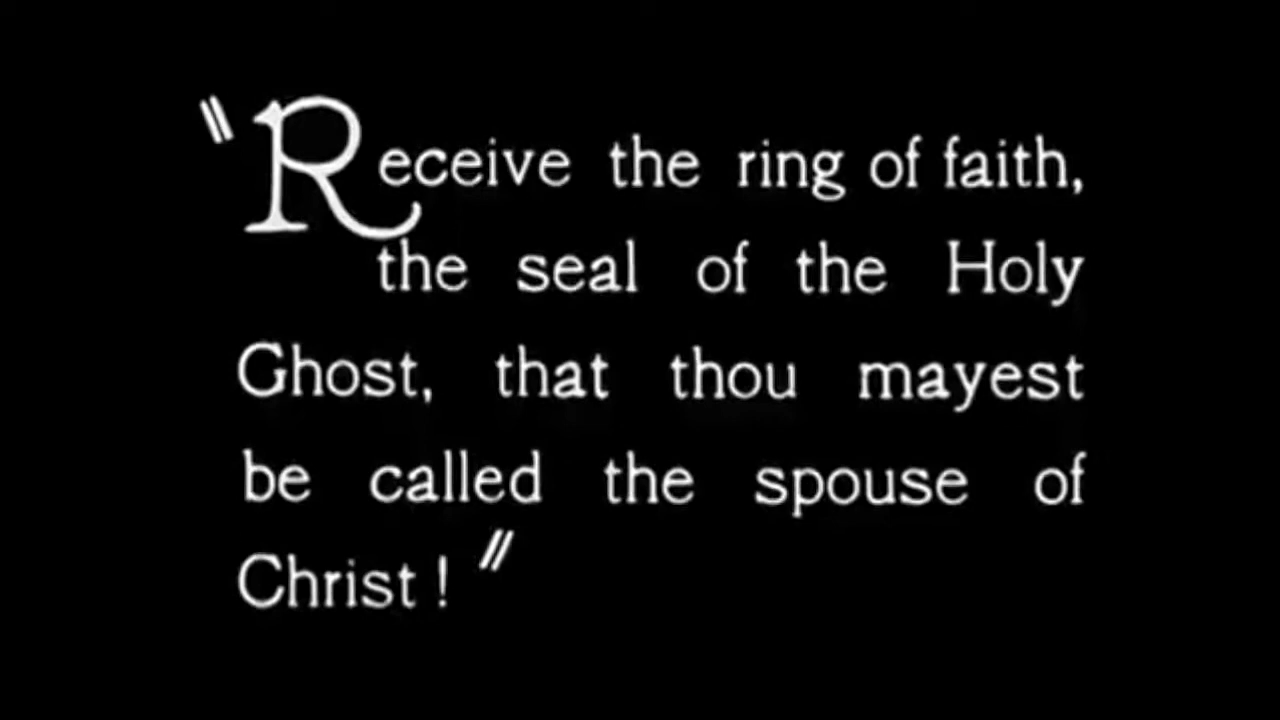 "Receive the ring of faith,
the seal of the Holy
Ghost, that thou mayest
be called the spouse of
Christ!"